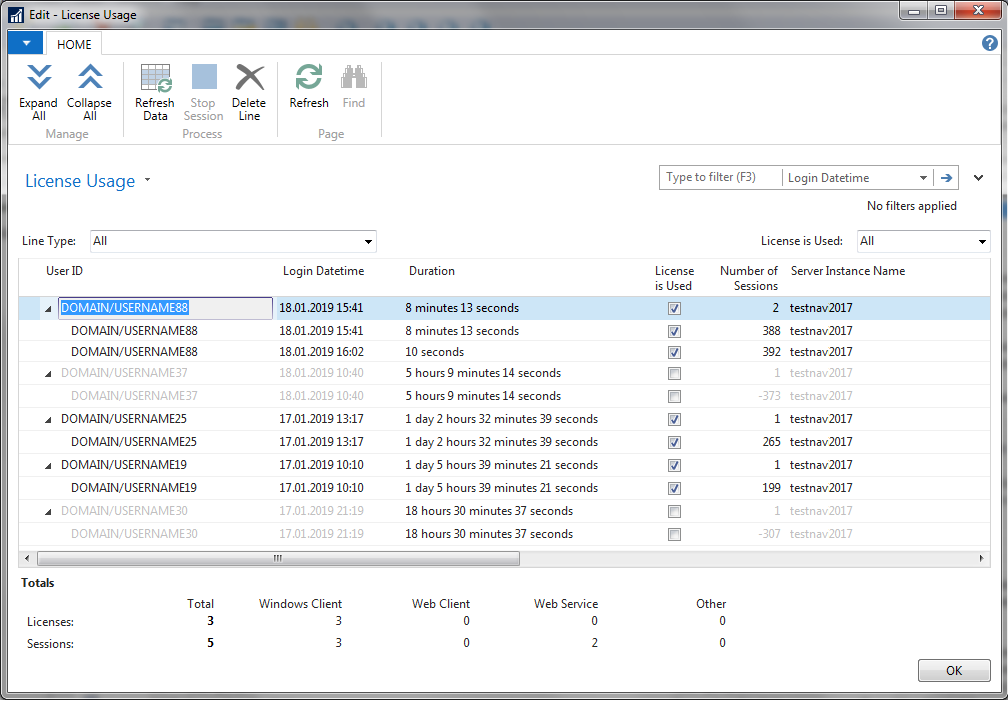 Edit - License Usage
HOME
Expand All
Collapse All
Refresh Data
Stop Session
Delete Line
Refresh
Find
Manage
Process
Page
License Usage
Type to filter (F3)
Login Datetime
No filters applied
Line Type: All
License is Used: All
User ID Login Datetime Duration License is Used Number of Sessions Server Instance Name
DOMAIN/USERNAME88 18.01.2019 15:41 8 minutes 13 seconds 2 testnav2017
DOMAIN/USERNAME88 18.01.2019 15:41 8 minutes 13 seconds 388 testnav2017
DOMAIN/USERNAME88 18.01.2019 16:02 10 seconds 392 testnav2017
DOMAIN/USERNAME37 18.01.2019 10:40 5 hours 9 minutes 14 seconds 1 testnav2017
DOMAIN/USERNAME37 18.01.2019 10:40 5 hours 9 minutes 14 seconds -373 testnav2017
DOMAIN/USERNAME25 17.01.2019 13:17 1 day 2 hours 32 minutes 39 seconds 1 testnav2017
DOMAIN/USERNAME25 17.01.2019 13:17 1 day 2 hours 32 minutes 39 seconds 265 testnav2017
DOMAIN/USERNAME19 17.01.2019 10:10 1 day 5 hours 39 minutes 21 seconds 1 testnav2017
DOMAIN/USERNAME19 17.01.2019 10:10 1 day 5 hours 39 minutes 21 seconds 199 testnav2017
DOMAIN/USERNAME30 17.01.2019 21:19 18 hours 30 minutes 37 seconds 1 testnav2017
DOMAIN/USERNAME30 17.01.2019 21:19 18 hours 30 minutes 37 seconds -307 testnav2017
Totals
Total Windows Client Web Client Web Service Other
Licenses: 3 3 0 0 0
Sessions: 5 3 0 2 0
OK